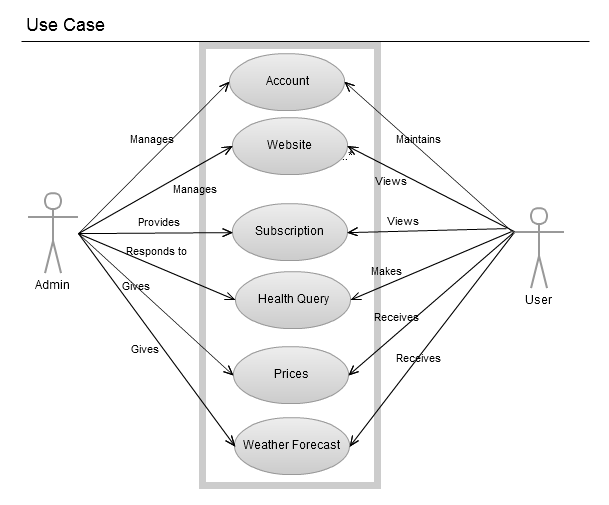 Use Case
Account
Manages
Maintains
Website
Manages
Views
Provides
Subscription
Views
Responds to
Health Query
Makes
Admin
User
Gives
Receives
Gives
Prices
Receives
Weather Forecast